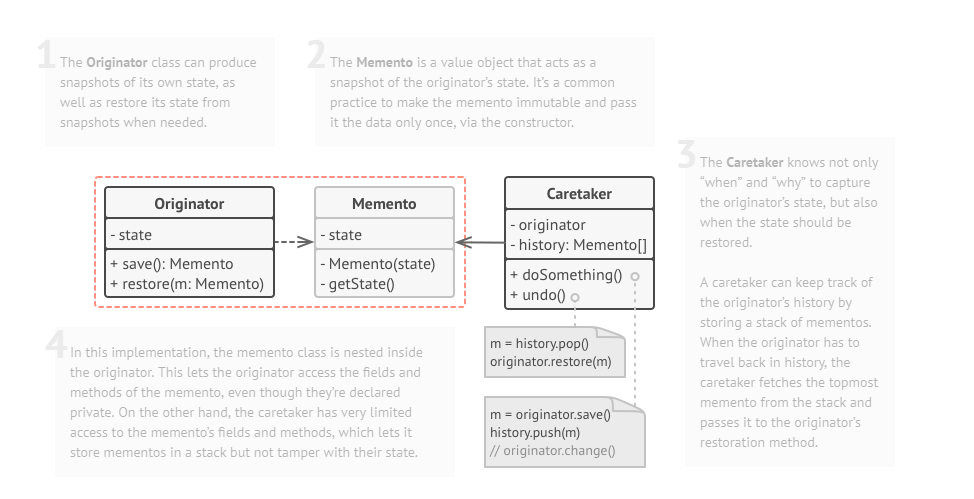 1
The Originator class can produce
snapshots of its own state, as
well as restore its state from
snapshots when needed.
2
The Memento is a value object that acts as a
snapshot of the originator's state. It's a common
practice to make the memento immutable and pass
it the data only once, via the constructor.
3
The Caretaker knows not only
“when” and “why” to capture
the originator's state, but also
when the state should be
restored.
A caretaker can keep track of
the originator's history by
storing a stack of mementos.
When the originator has to
travel back in history, the
caretaker fetches the topmost
memento from the stack and
passes it to the originator's
restoration method.
Originator
- state
+ save(): Memento
+ restore(m: Memento)
Memento
- state
- Memento(state)
- getState()
Caretaker
- originator
- history: Memento[]
+ doSomething()
+ undo()
m = history.pop()
originator.restore(m)
m = originator.save()
history.push(m)
// originator.change()
4
In this implementation, the memento class is nested inside
the originator. This lets the originator access the fields and
methods of the memento, even though they're declared
private. On the other hand, the caretaker has very limited
access to the memento's fields and methods, which lets it
store mementos in a stack but not tamper with their state.